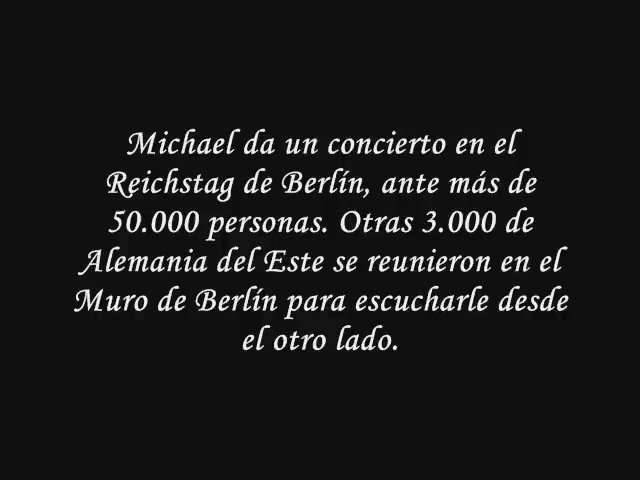 Michael da un concierto en el
Reichstag de Berlín, ante más de
50.000 personas. Otras 3.000 de
Alemania del Este se reunieron en el
Muro de Berlín para escucharle desde
el otro lado.